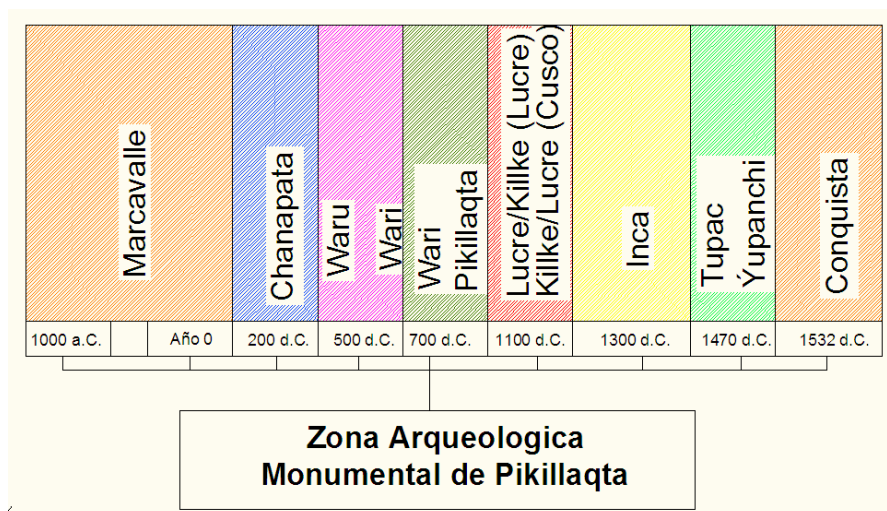 Marcavalle
Chanapata
Waru
Wari
Wari
Pikillaqta
Lucre/Killke (Lucre)
Killke/Lucre (Cusco)
Inca
Tupac
Ýupanchi
Conquista
1000 a.C.
Año 0
200 d.C.
500 d.C.
700 d.C.
1100 d.C.
1300 d.C.
1470 d.C.
1532 d.C.
Zona Arqueologica
Monumental de Pikillaqta